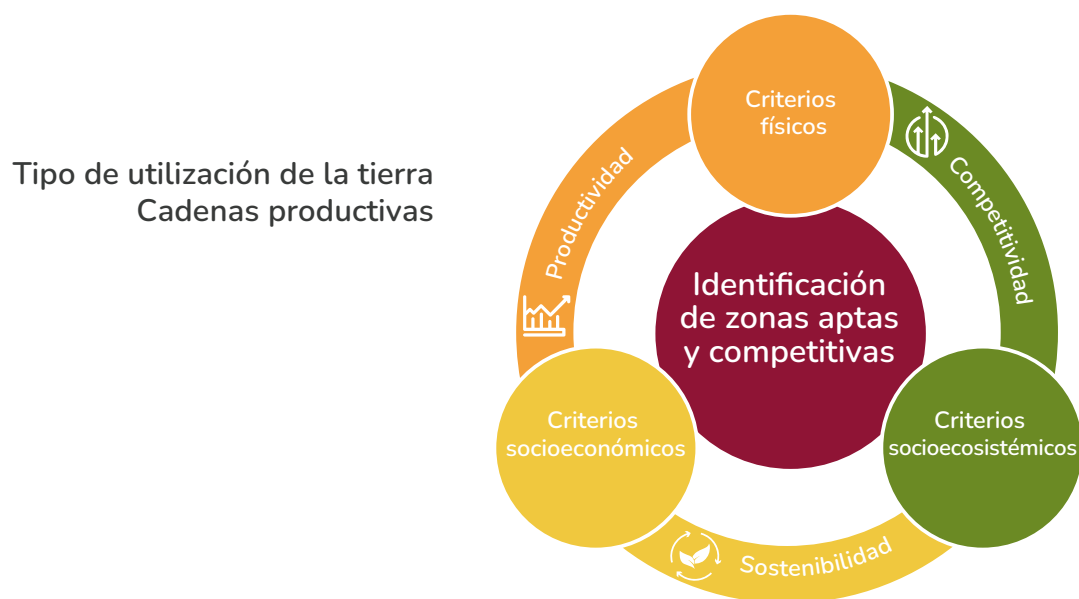 Tipo de utilización de la tierra
Cadenas productivas
Criterios
físicos
Productividad
Competitividad
Identificación
de zonas aptas
y competitivas
Criterios
socioeconómicos
Criterios
socioecosistémicos
Sostenibilidad